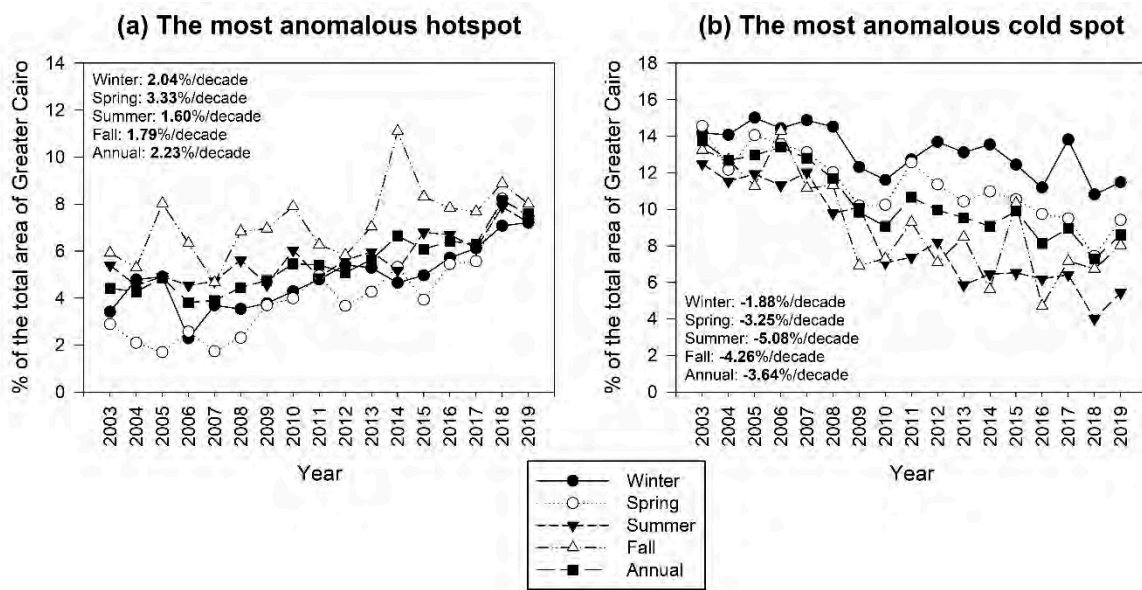 (a) The most anomalous hotspot
% of the total area of Greater Cairo
14
12
10
8
6
4
2
0
Winter: 2.04%/decade
Spring: 3.33%/decade
Summer: 1.60%/decade
Fall: 1.79%/decade
Annual: 2.23%/decade
2003 2004 2005 2006 2007 2008 2009 2010 2011 2012 2013 2014 2015 2016 2017 2018 2019
Year
(b) The most anomalous cold spot
% of the total area of Greater Cairo
18
16
14
12
10
8
6
4
2
0
Winter: -1.88%/decade
Spring: -3.25%/decade
Summer: -5.08%/decade
Fall: -4.26%/decade
Annual: -3.64%/decade
2003 2004 2005 2006 2007 2008 2009 2010 2011 2012 2013 2014 2015 2016 2017 2018 2019
Year
Winter
Spring
Summer
Fall
Annual